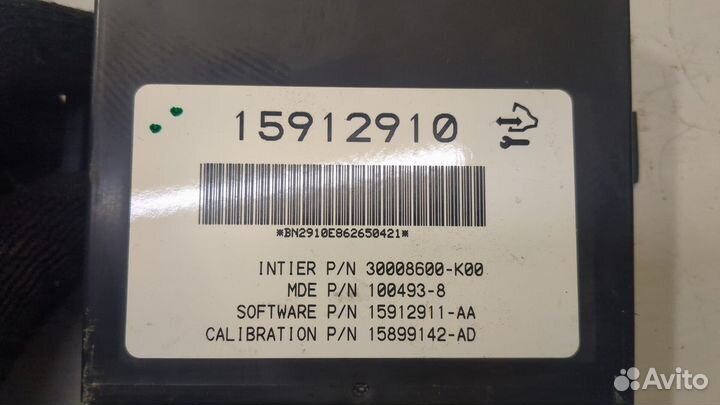 15912910
*BN2910E862650421*
INTIER P/N 30008600-K00
MDE P/N 100493-8
SOFTWARE P/N 15912911-AA
CALIBRATION P/N 15899142-AD
Avito